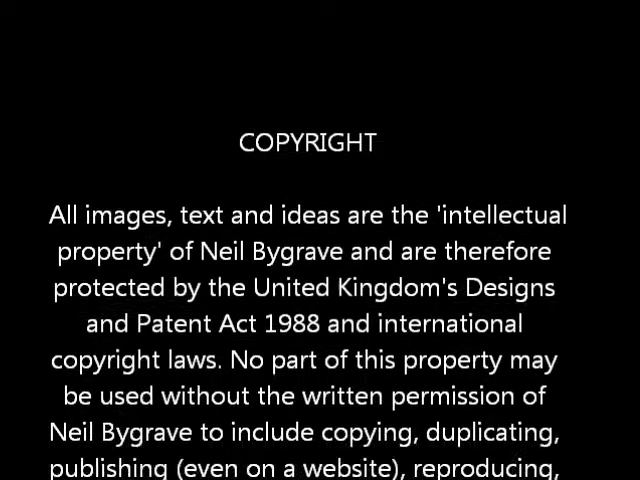 COPYRIGHT
All images, text and ideas are the 'intellectual
property' of Neil Bygrave and are therefore
protected by the United Kingdom's Designs
and Patent Act 1988 and international
copyright laws. No part of this property may
be used without the written permission of
Neil Bygrave to include copying, duplicating,
publishing (even on a website), reproducing,